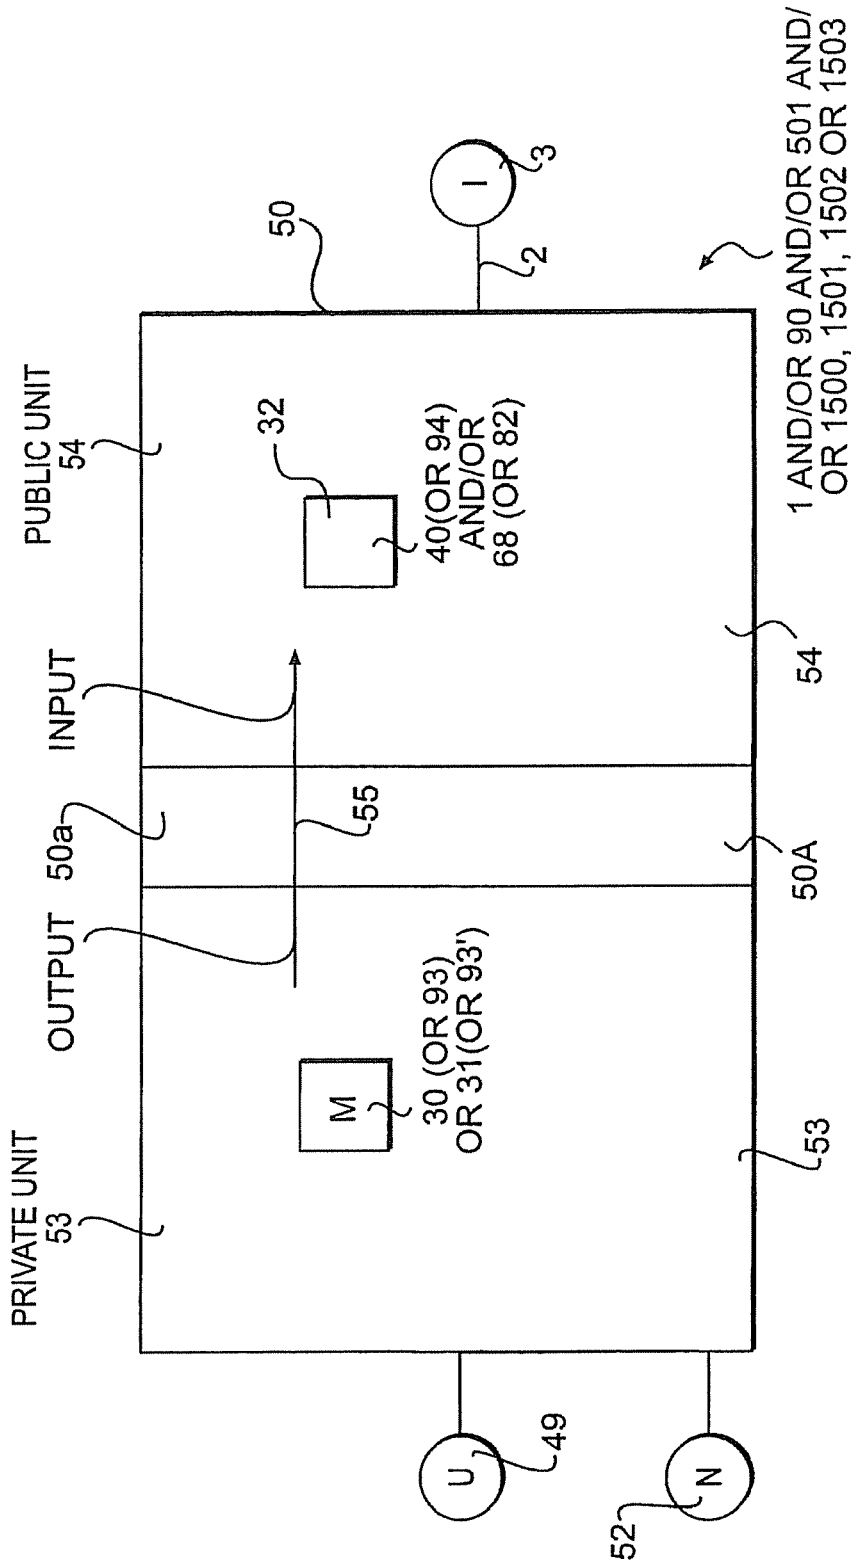 PRIVATE UNIT
53
OUTPUT
50a
INPUT
PUBLIC UNIT
54
50
32
M
30 (OR 93)
OR 31(OR 93')
55
40(OR 94)
AND/OR
68 (OR 82)
U
49
I
3
2
52
N
53
50A
54
1 AND/OR 90 AND/OR 501 AND/
OR 1500, 1501, 1502 OR 1503